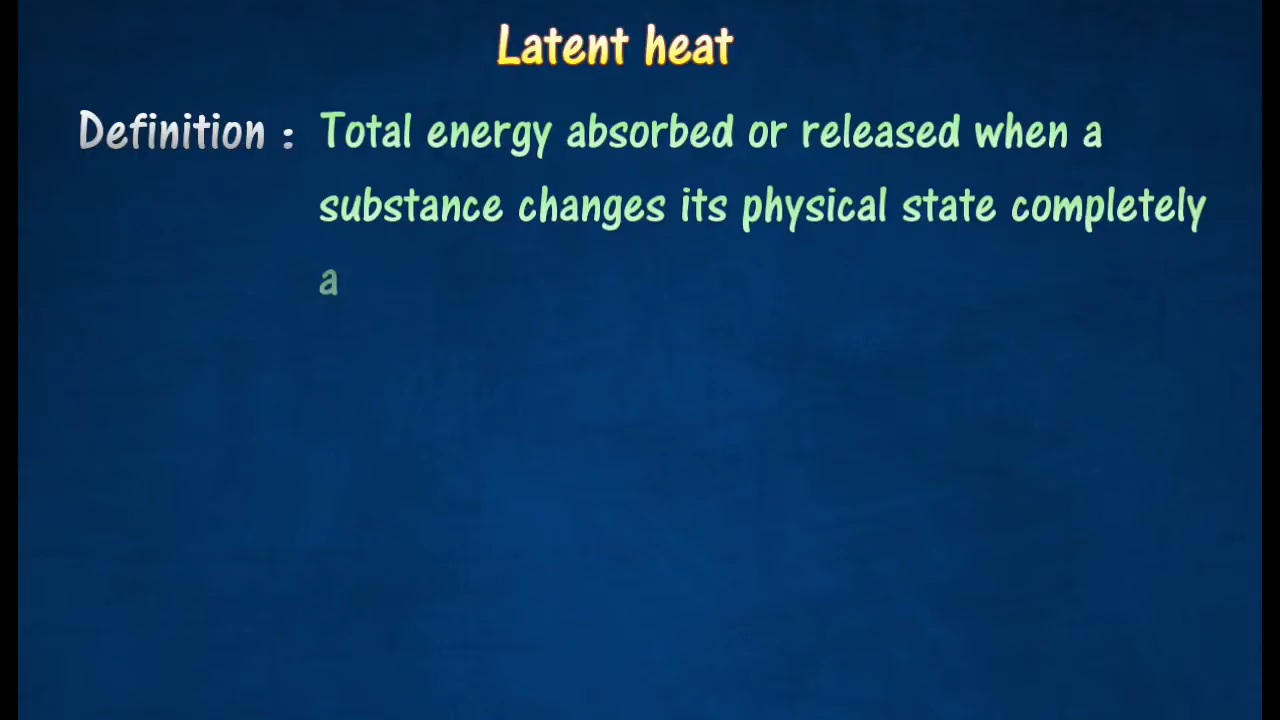 Latent heat
Definition : Total energy absorbed or released when a
substance changes its physical state completely
a